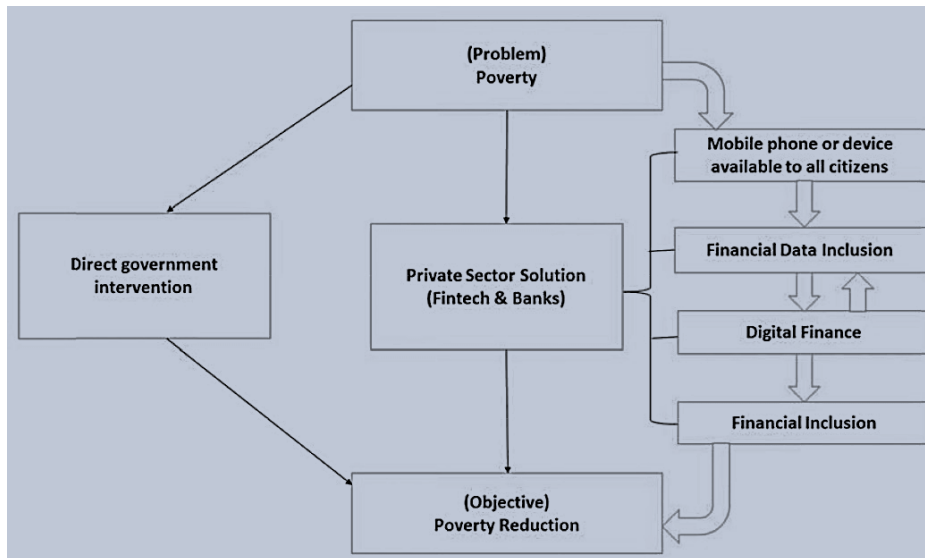 (Problem)
Poverty
Mobile phone or device
available to all citizens
Direct government
intervention
Private Sector Solution
(Fintech & Banks)
Financial Data Inclusion
Digital Finance
Financial Inclusion
(Objective)
Poverty Reduction